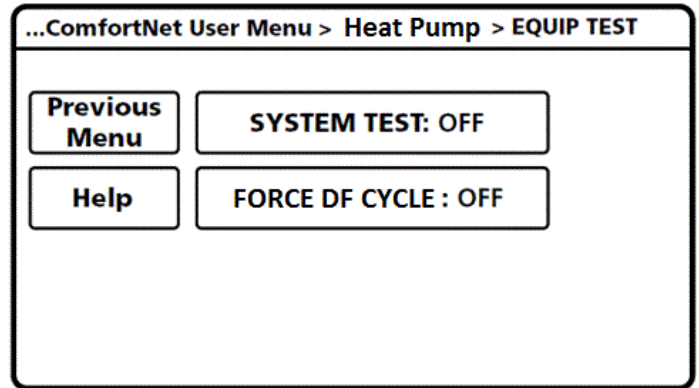 ...ComfortNet User Menu > Heat Pump > EQUIP TEST
Previous
Menu
SYSTEM TEST: OFF
Help
FORCE DF CYCLE : OFF